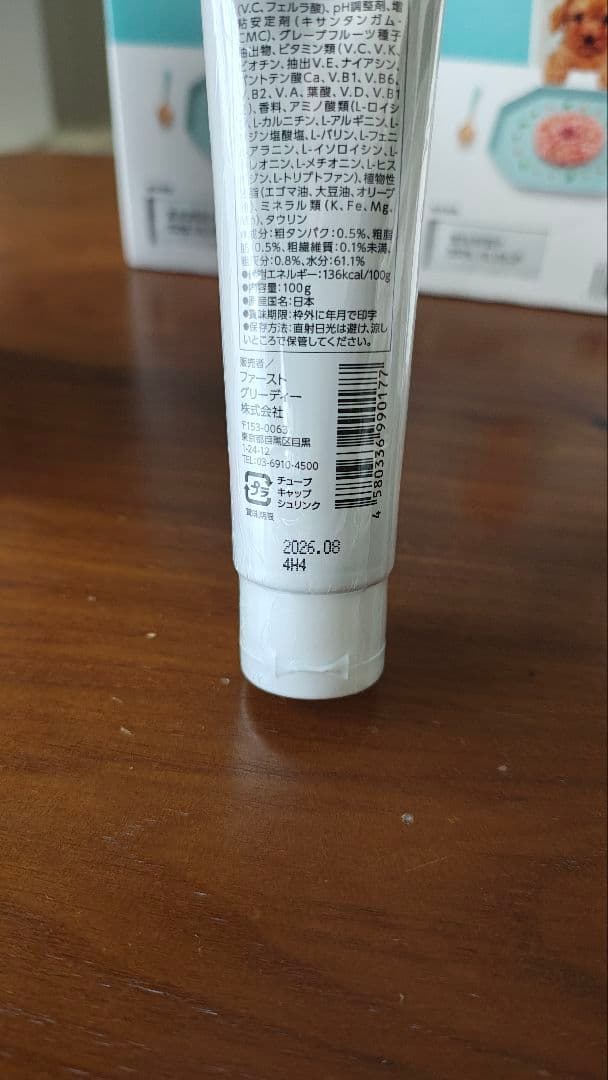 (V.C、フェルラ酸)、pH調整剤、増
粘安定剤(キサンタンガム・
CMC)、グレープフルーツ種子
抽出物、ビタミン類(V.C、V.K、
ビオチン、抽出V.E、ナイアシン、
パントテン酸Ca、V.B1、V.B6、
V.B2、V.A、葉酸、V.D、V.B1
)、香料、アミノ酸類(L-ロイシ
、L-カルニチン、L-アルギニン、L-
ジン塩酸塩、L-バリン、L-フェニ
アラニン、L-イソロイシン、L-
レオニン、L-メチオニン、L-ヒス
ジン、L-トリプトファン)、植物性
脂(エゴマ油、大豆油、オリーブ
)、ミネラル類(K、Fe、Mg、
)、タウリン
成分:粗タンパク:0.5%、粗脂
0.5%、粗繊維質:0.1%未満、
灰分:0.8%、水分:61.1%
エネルギー:136kcal/100g
●内容量:100g
●原産国名:日本
●賞味期限:枠外に年月で印字
●保存方法:直射日光は避け、涼し
いところで保管してください。
販売者/
ファースト
グリーディー
株式会社
〒153-0063
東京都目黒区目黒
1-24-12
TEL:03-6910-4500
プラ
チューブ
キャップ
シュリンク
賞味期限
4 580336 990177
2026.08
4H4